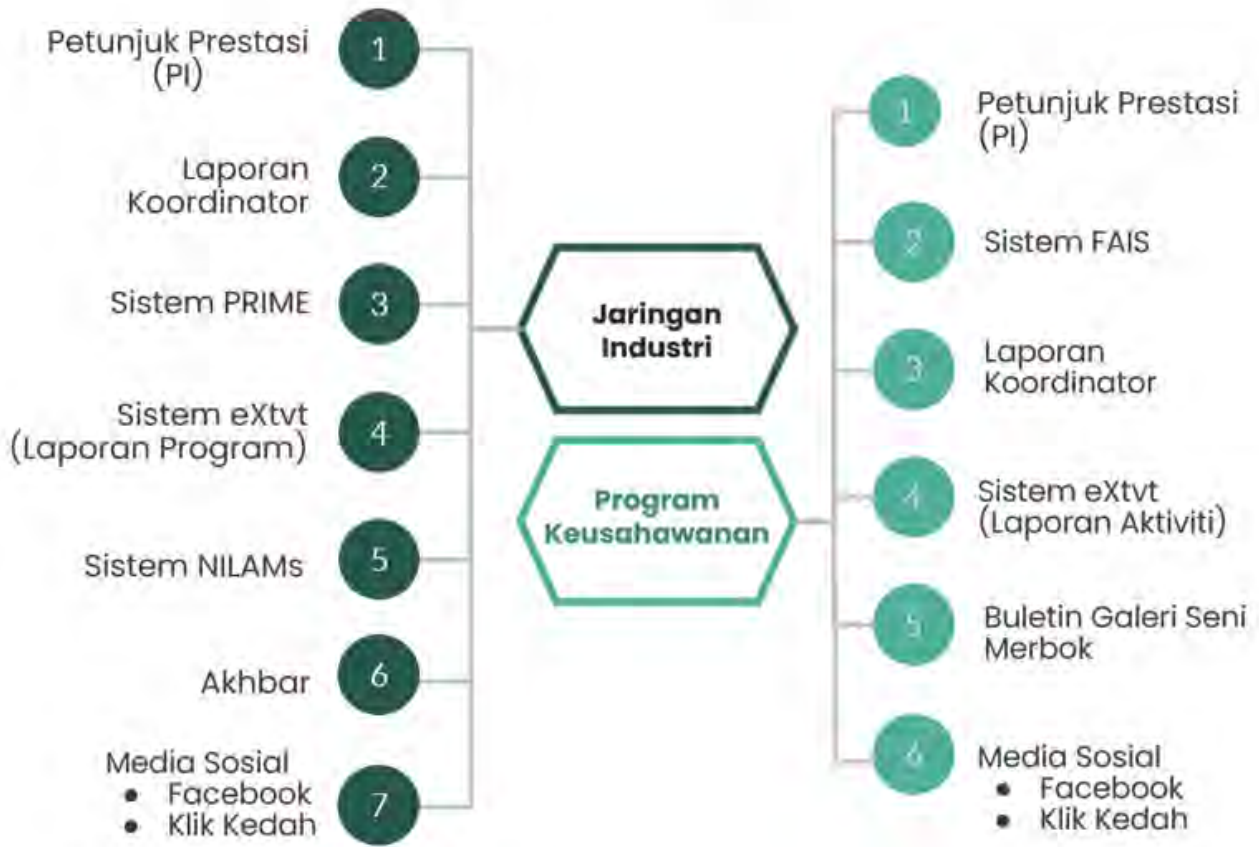 1
Petunjuk Prestasi
(PI)
2
Laporan
Koordinator
3
Sistem PRIME
4
Sistem eXtvt
(Laporan Program)
5
Sistem NILAMs
6
Akhbar
7
Media Sosial
• Facebook
• Klik Kedah
Jaringan
Industri
Program
Keusahawanan
1
Petunjuk Prestasi
(PI)
2
Sistem FAIS
3
Laporan
Koordinator
4
Sistem eXtvt
(Laporan Aktiviti)
5
Buletin Galeri Seni
Merbok
6
Media Sosial
• Facebook
• Klik Kedah